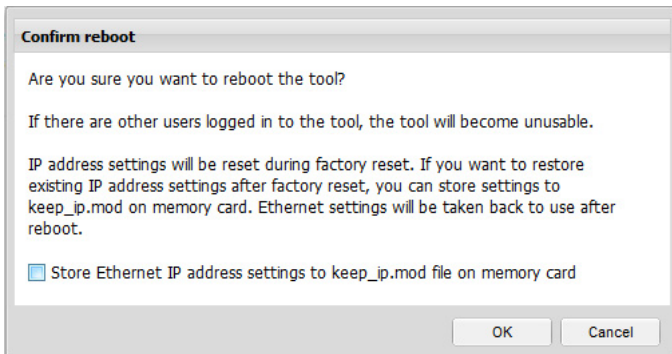 Confirm reboot
Are you sure you want to reboot the tool?
If there are other users logged in to the tool, the tool will become unusable.
IP address settings will be reset during factory reset. If you want to restore
existing IP address settings after factory reset, you can store settings to
keep_ip.mod on memory card. Ethernet settings will be taken back to use after
reboot.
Store Ethernet IP address settings to keep_ip.mod file on memory card
OK Cancel